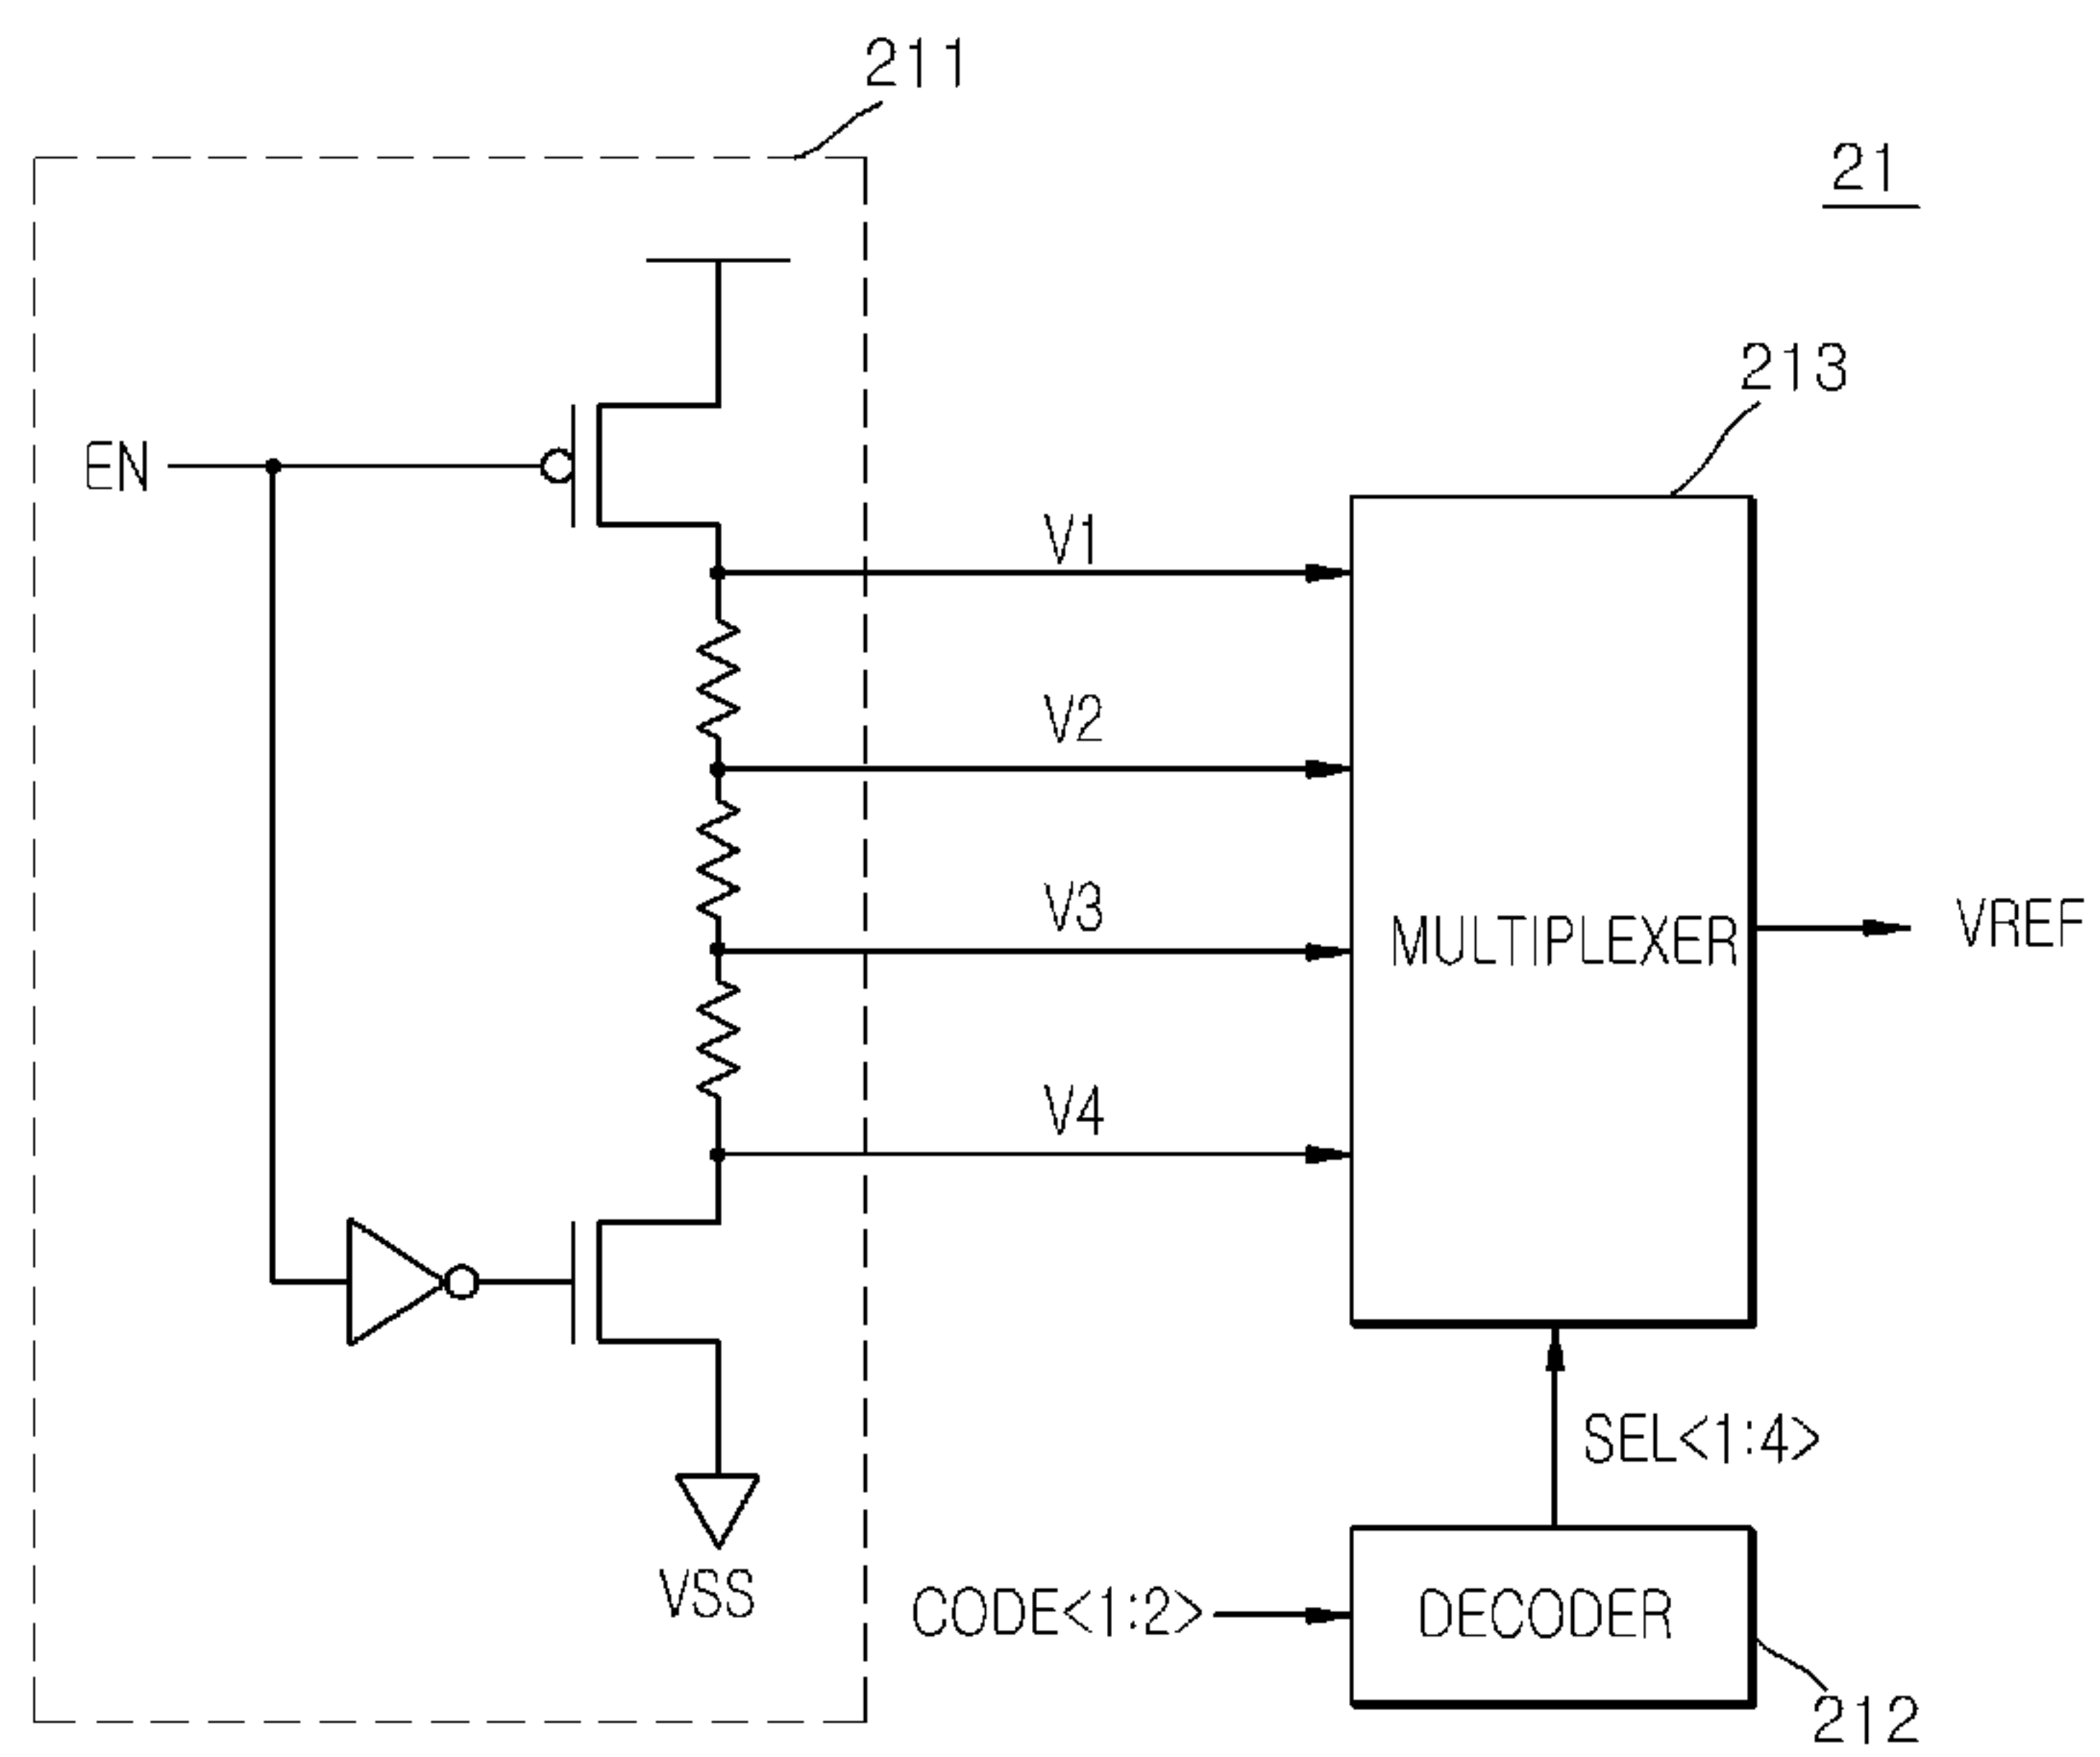 211
21
213
EN
V1
V2
V3
MULTIPLEXER
VREF
V4
SEL<1:4>
VSS
CODE<1:2>
DECODER
212